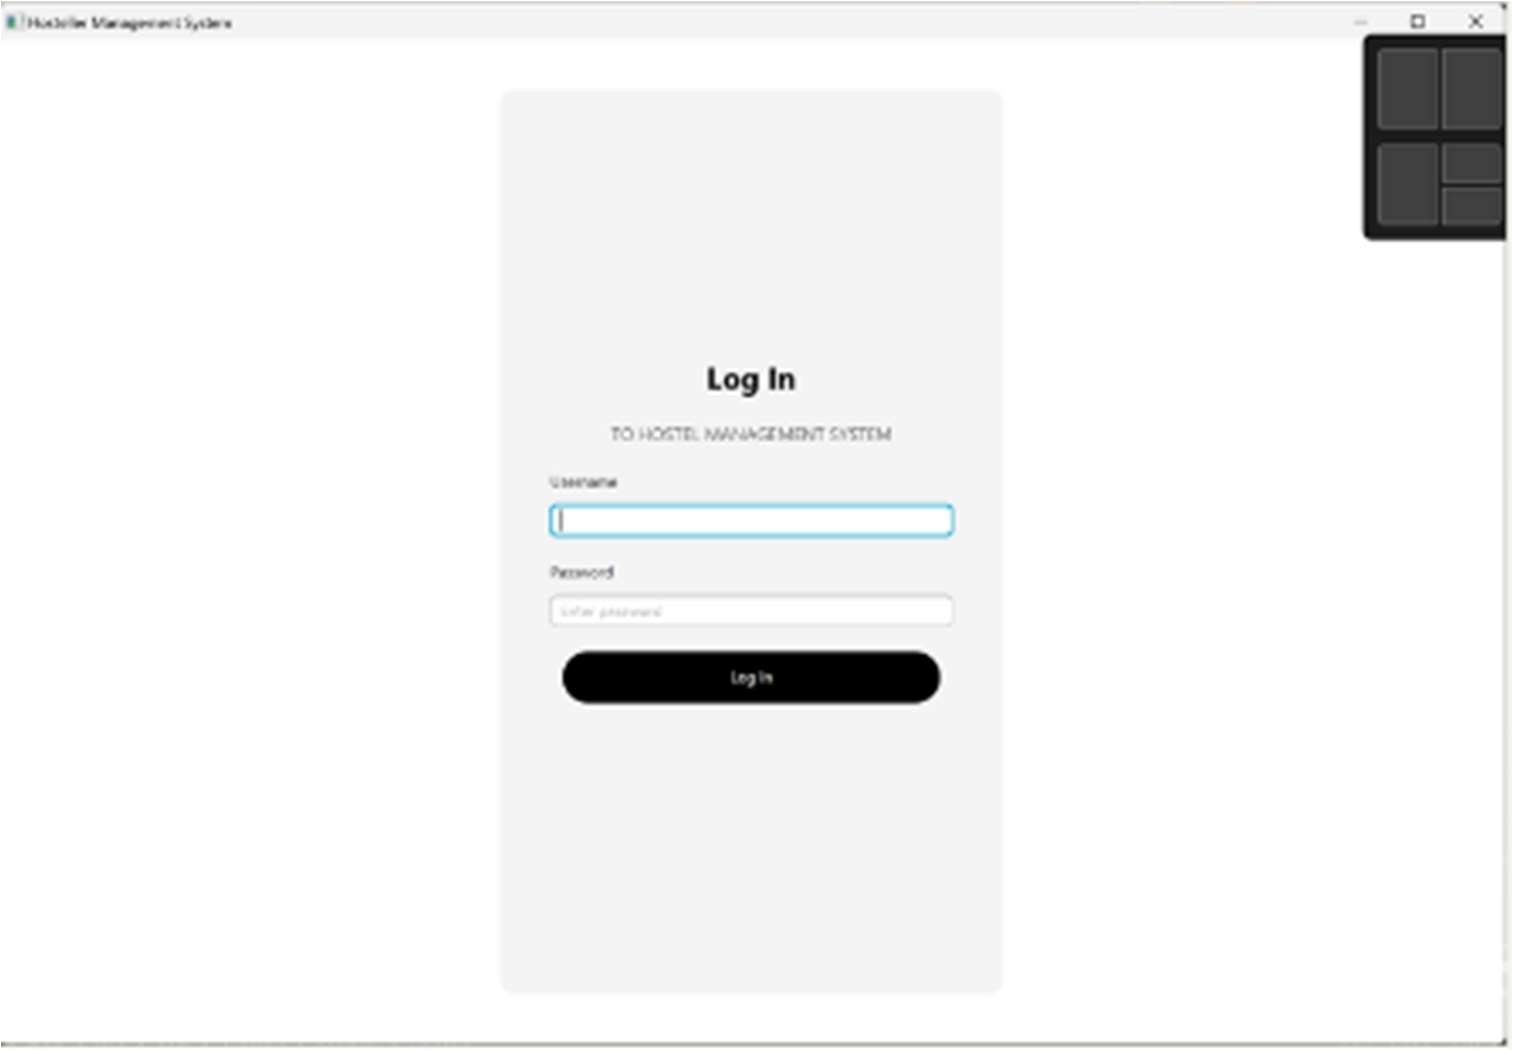 Hosteller Management System
Log In
TO HOSTEL MANAGEMENT SYSTEM
Username
Password
Enter password
Log In